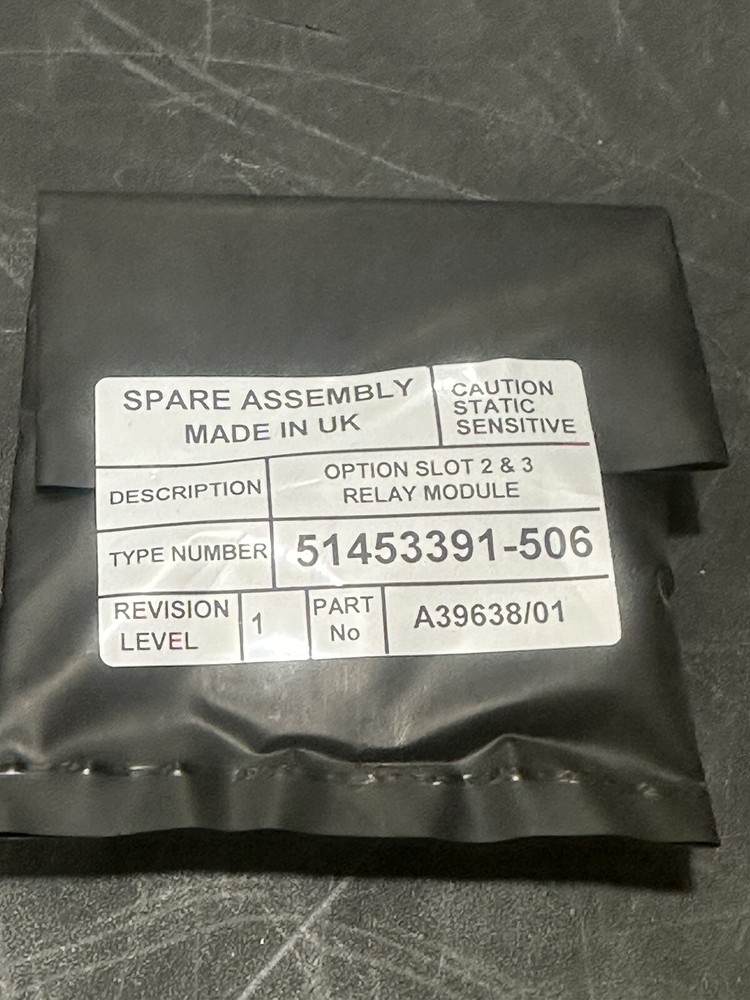 SPARE ASSEMBLY
MADE IN UK
CAUTION
STATIC
SENSITIVE
DESCRIPTION
OPTION SLOT 2 & 3
RELAY MODULE
TYPE NUMBER
51453391-506
REVISION
LEVEL
1
PART
No
A39638/01